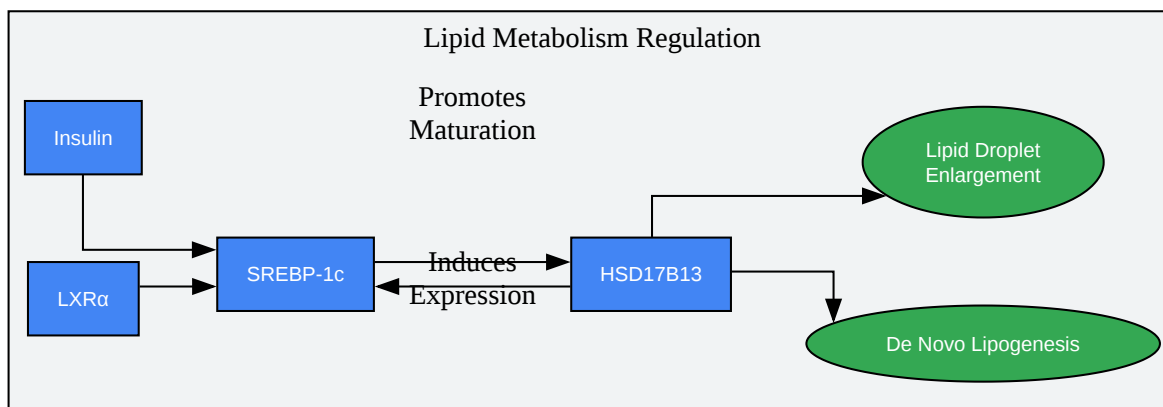 Lipid Metabolism Regulation
Promotes
Maturation
Insulin
Lipid Droplet
Enlargement
SREBP-1c
Induces
Expression
HSD17B13
LXRα
De Novo Lipogenesis